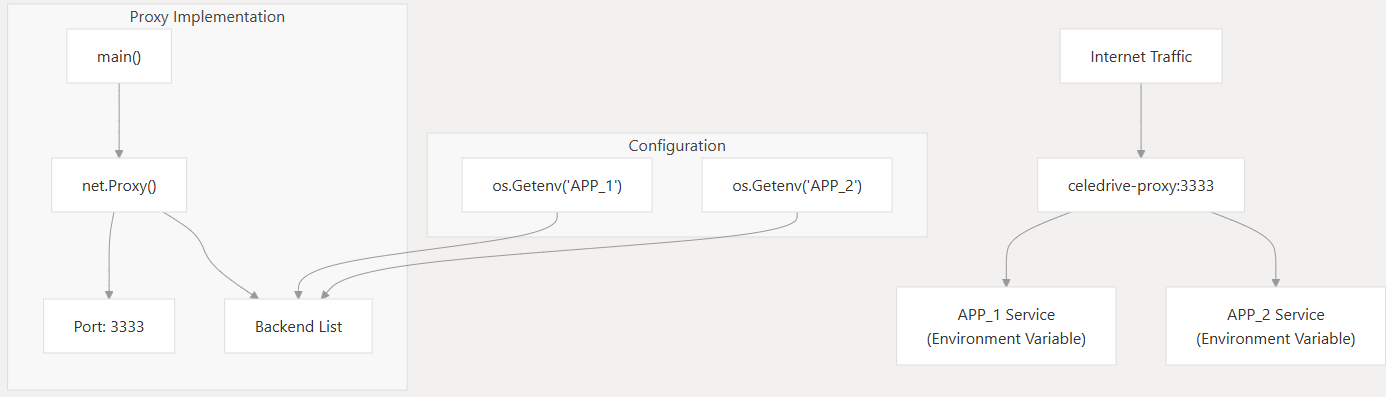 Proxy Implementation
main()
net.Proxy()
Port: 3333
Backend List
Configuration
os.Getenv('APP_1')
os.Getenv('APP_2')
Internet Traffic
celedrive-proxy:3333
APP_1 Service
(Environment Variable)
APP_2 Service
(Environment Variable)